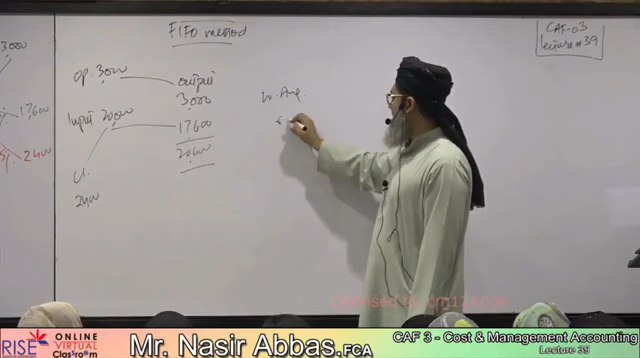 FIFO method
CAF-03
Lecture #39
3000
17600
2400
op. 3000
output
3000
Input 20000
17600
20600
cl.
2400
W. Avg.
RISE
ONLINE
VIRTUAL
Classroom
Mr. Nasir Abbas, FCA
CAF 3 - Cost & Management Accounting
Lecture 39